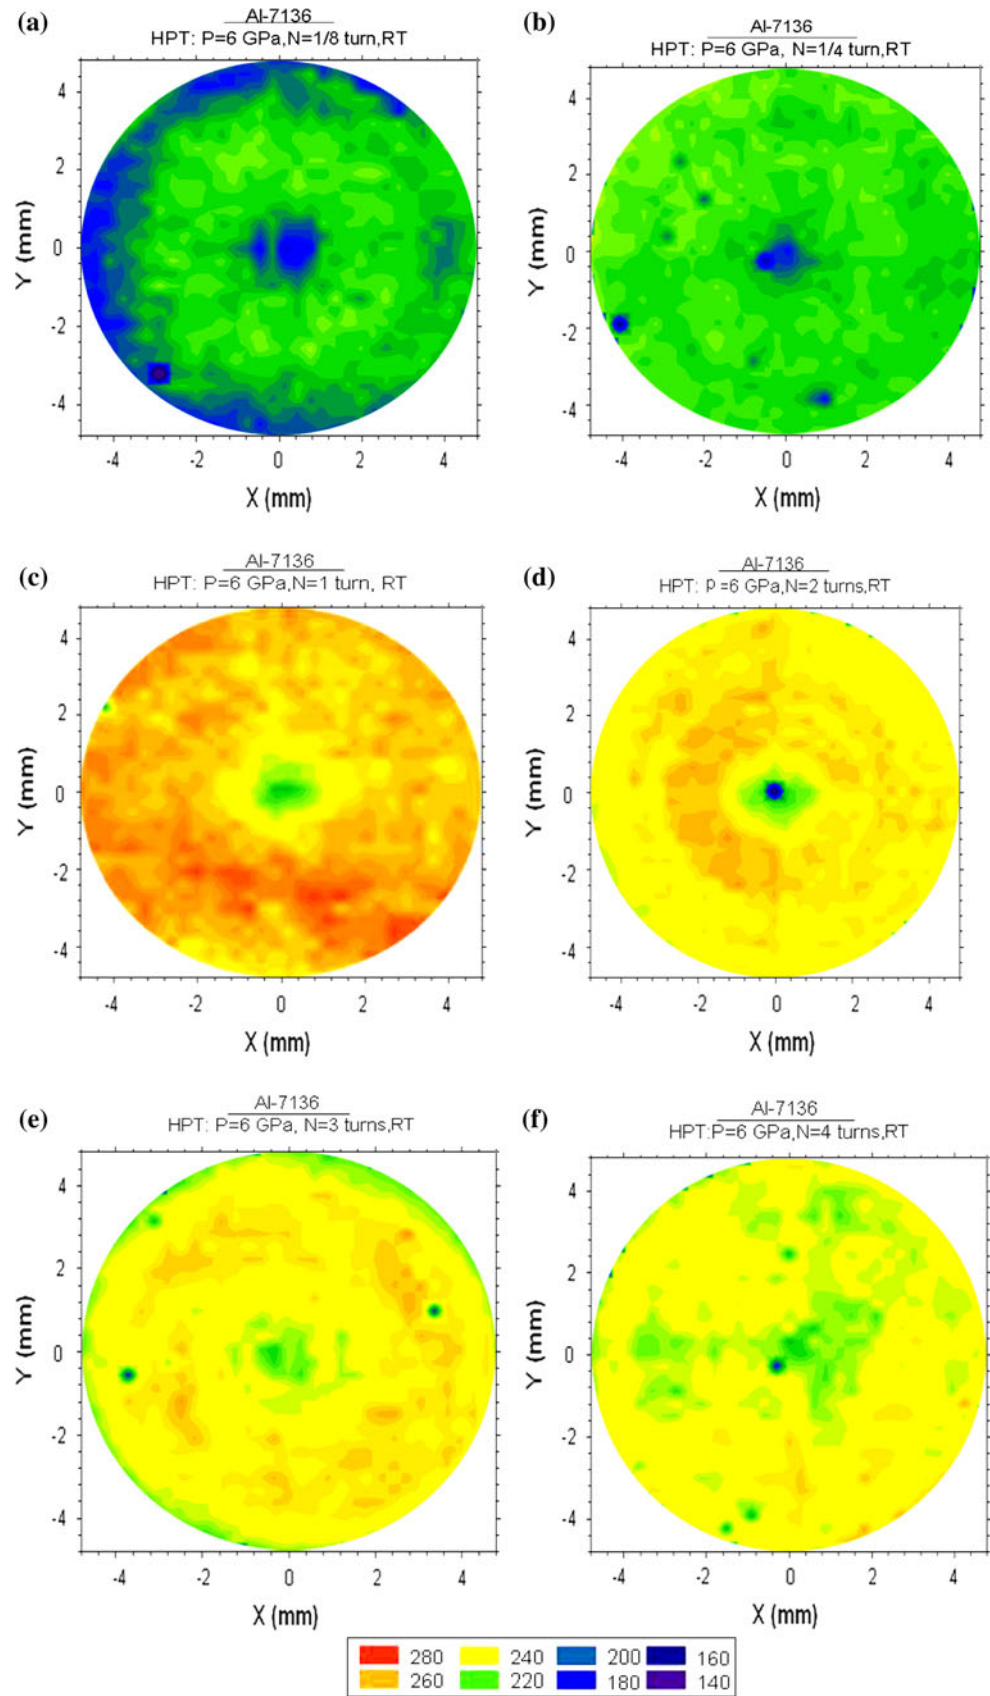 (a)
Al-7136
HPT: P=6 GPa,N=1/8 turn,RT
Y (mm)
4
2
0
-2
-4
-4 -2 0 2 4
X (mm)
(b)
Al-7136
HPT: P=6 GPa, N=1/4 turn,RT
Y (mm)
4
2
0
-2
-4
-4 -2 0 2 4
X (mm)
(c)
Al-7136
HPT: P=6 GPa,N=1 turn, RT
Y (mm)
4
2
0
-2
-4
-4 -2 0 2 4
X (mm)
(d)
Al-7136
HPT: p=6 GPa,N=2 turns,RT
Y (mm)
4
2
0
-2
-4
-4 -2 0 2 4
X (mm)
(e)
Al-7136
HPT: P=6 GPa, N=3 turns,RT
Y (mm)
4
2
0
-2
-4
-4 -2 0 2 4
X (mm)
(f)
Al-7136
HPT:P=6 GPa,N=4 turns,RT
Y (mm)
4
2
0
-2
-4
-4 -2 0 2 4
X (mm)
280 240 200 160
260 220 180 140